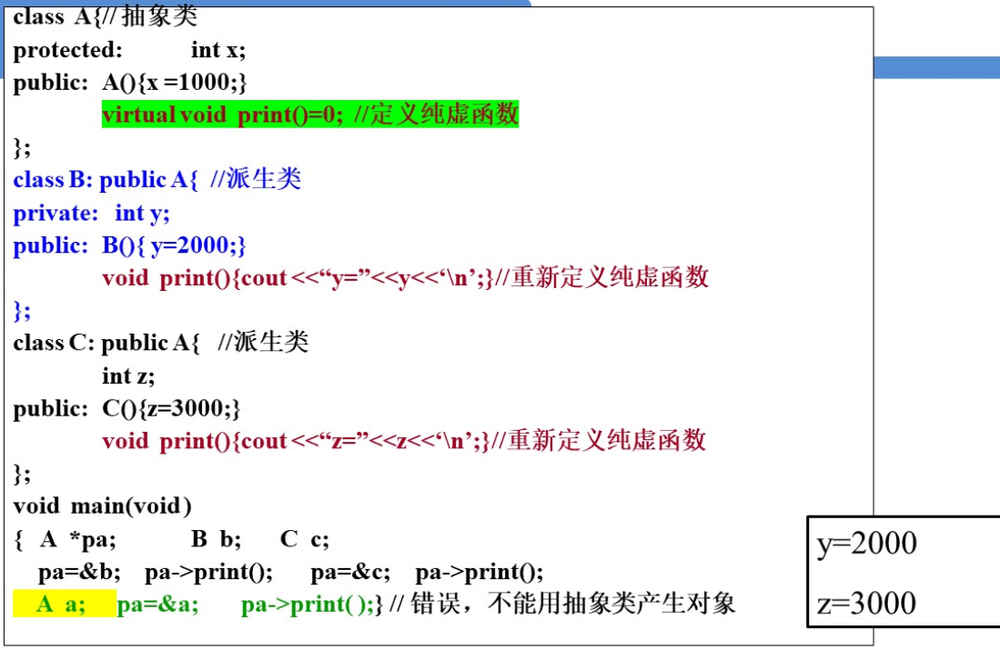 class A{//抽象类
protected: int x;
public: A(){x =1000;}
virtual void print()=0; //定义纯虚函数
};
class B: public A{ //派生类
private: int y;
public: B(){ y=2000;}
void print(){cout <<“y=”<<y<<‘\n’;}//重新定义纯虚函数
};
class C: public A{ //派生类
int z;
public: C(){z=3000;}
void print(){cout <<“z=”<<z<<‘\n’;}//重新定义纯虚函数
};
void main(void)
{ A *pa; B b; C c;
pa=&b; pa->print(); pa=&c; pa->print();
A a; pa=&a; pa->print( );} // 错误，不能用抽象类产生对象
y=2000
z=3000